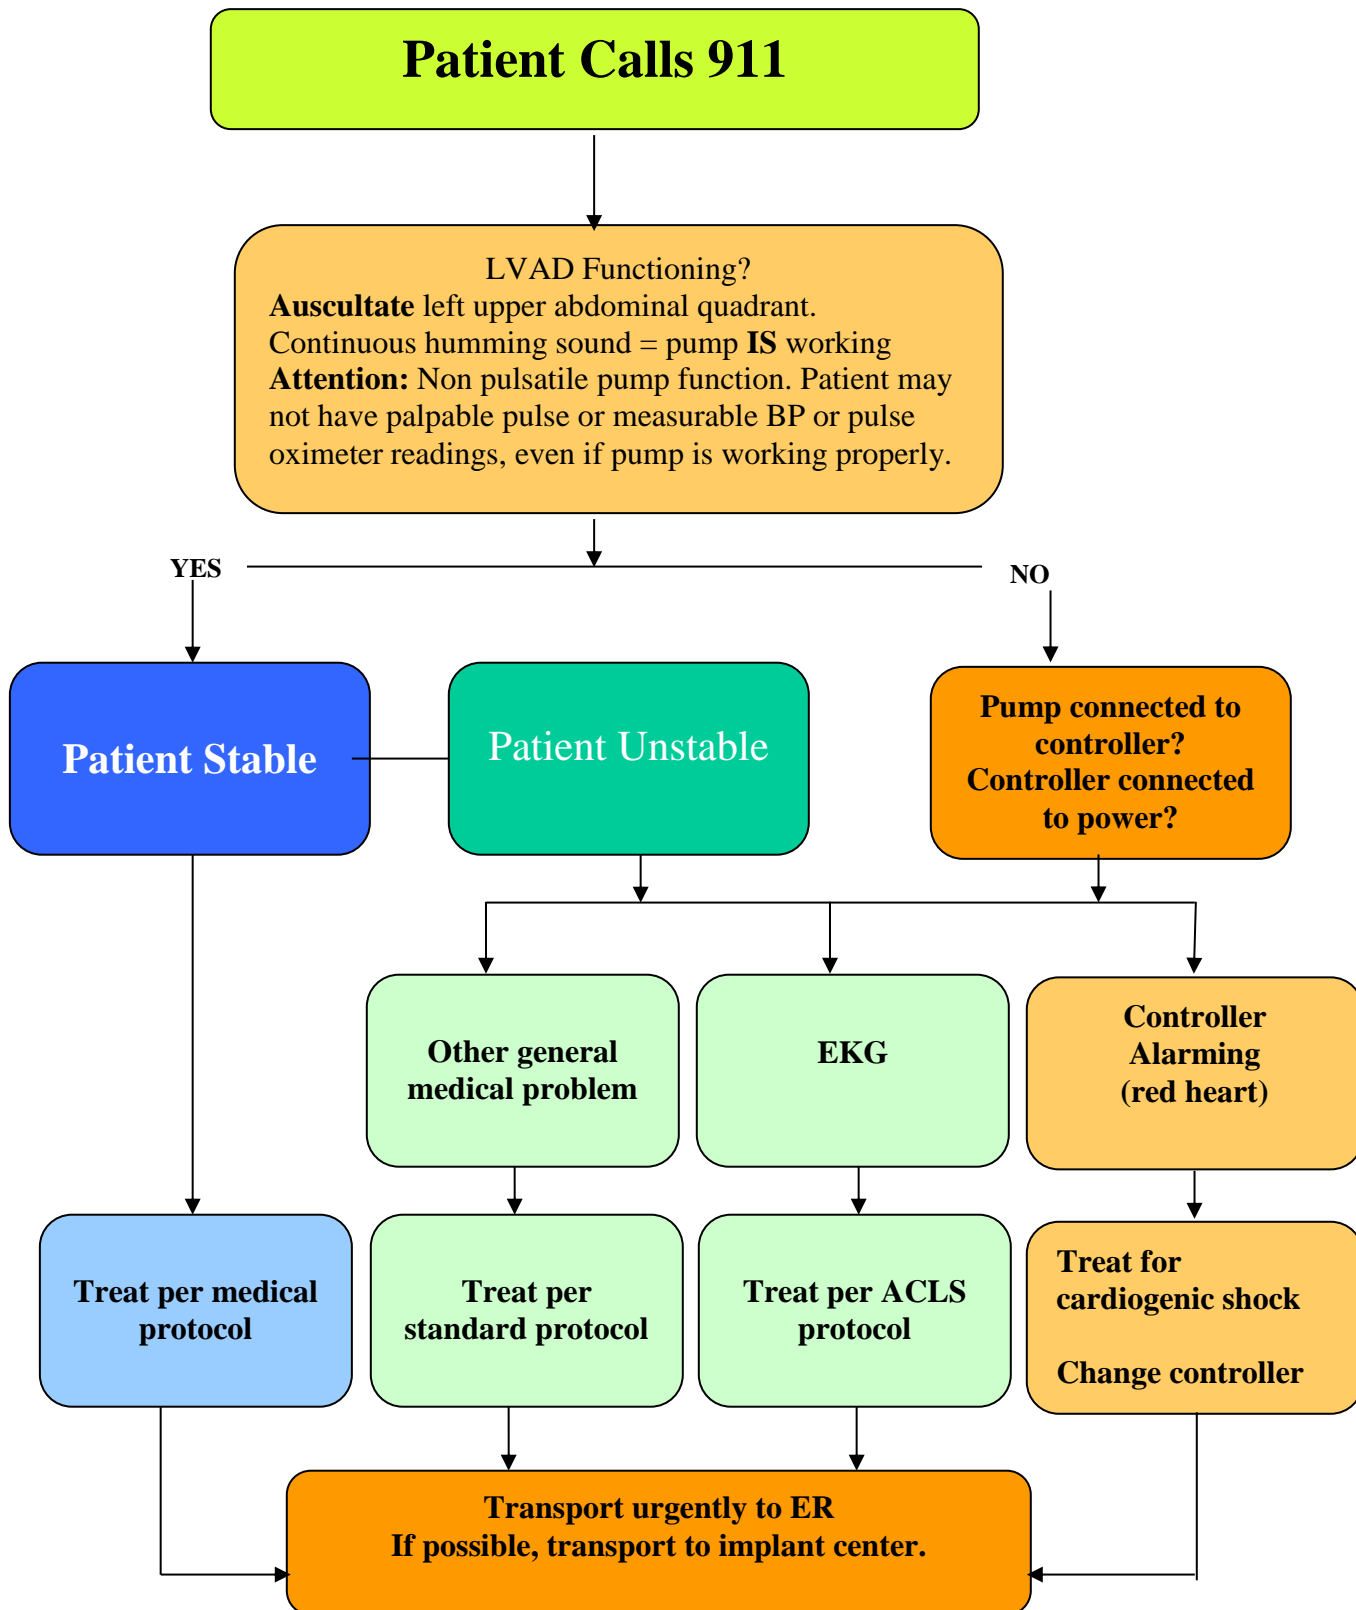 Patient Calls 911
LVAD Functioning?
Auscultate left upper abdominal quadrant.
Continuous humming sound = pump IS working
Attention: Non pulsatile pump function. Patient may
not have palpable pulse or measurable BP or pulse
oximeter readings, even if pump is working properly.
YES
NO
Patient Stable
Patient Unstable
Pump connected to
controller?
Controller connected
to power?
Other general
medical problem
EKG
Controller
Alarming
(red heart)
Treat per medical
protocol
Treat per
standard protocol
Treat per ACLS
protocol
Treat for
cardiogenic shock
Change controller
Transport urgently to ER
If possible, transport to implant center.